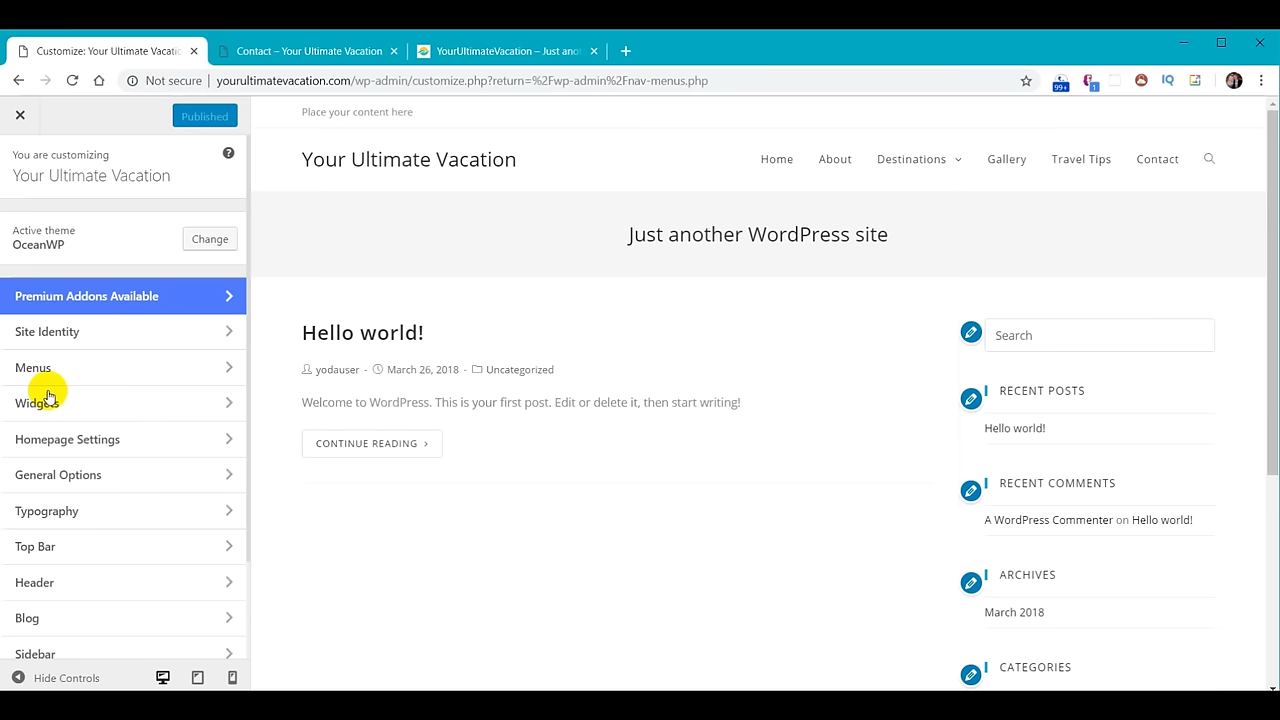 Customize: Your Ultimate Vacatio
Contact – Your Ultimate Vacation
YourUltimateVacation – Just ano
Not secure
yourultimatevacation.com/wp-admin/customize.php?return=%2Fwp-admin%2Fnav-menus.php
99+
1
IQ
Published
You are customizing
Your Ultimate Vacation
Active theme
OceanWP
Change
Premium Addons Available
Site Identity
Menus
Widgets
Homepage Settings
General Options
Typography
Top Bar
Header
Blog
Sidebar
Hide Controls
Place your content here
Your Ultimate Vacation
Home
About
Destinations
Gallery
Travel Tips
Contact
Just another WordPress site
Hello world!
yodauser - March 26, 2018 - Uncategorized
Welcome to WordPress. This is your first post. Edit or delete it, then start writing!
CONTINUE READING
Search
RECENT POSTS
Hello world!
RECENT COMMENTS
A WordPress Commenter on Hello world!
ARCHIVES
March 2018
CATEGORIES